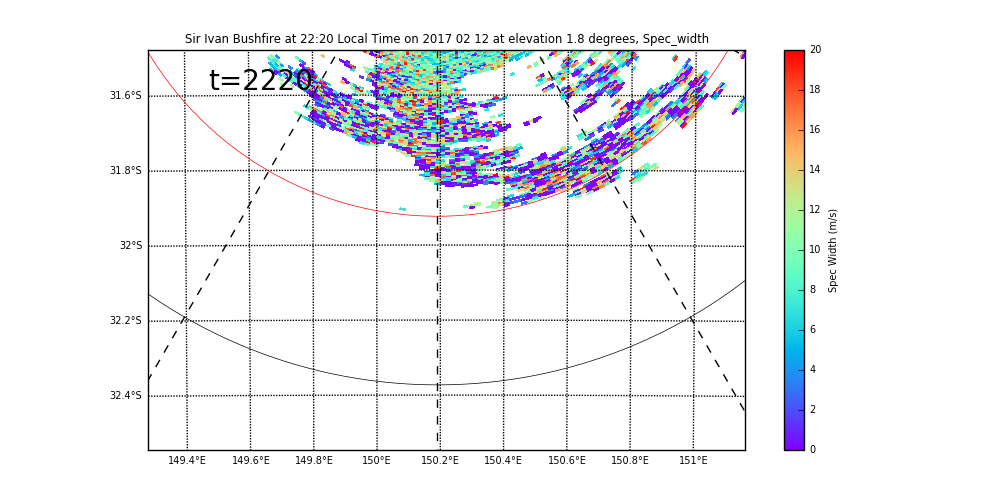 Sir Ivan Bushfire at 22:20 Local Time on 2017 02 12 at elevation 1.8 degrees, Spec_width
t=2220
31.6°S
31.8°S
32°S
32.2°S
32.4°S
149.4°E 149.6°E 149.8°E 150°E 150.2°E 150.4°E 150.6°E 150.8°E 151°E
20
18
16
14
12
10
8
6
4
2
0
Spec Width (m/s)